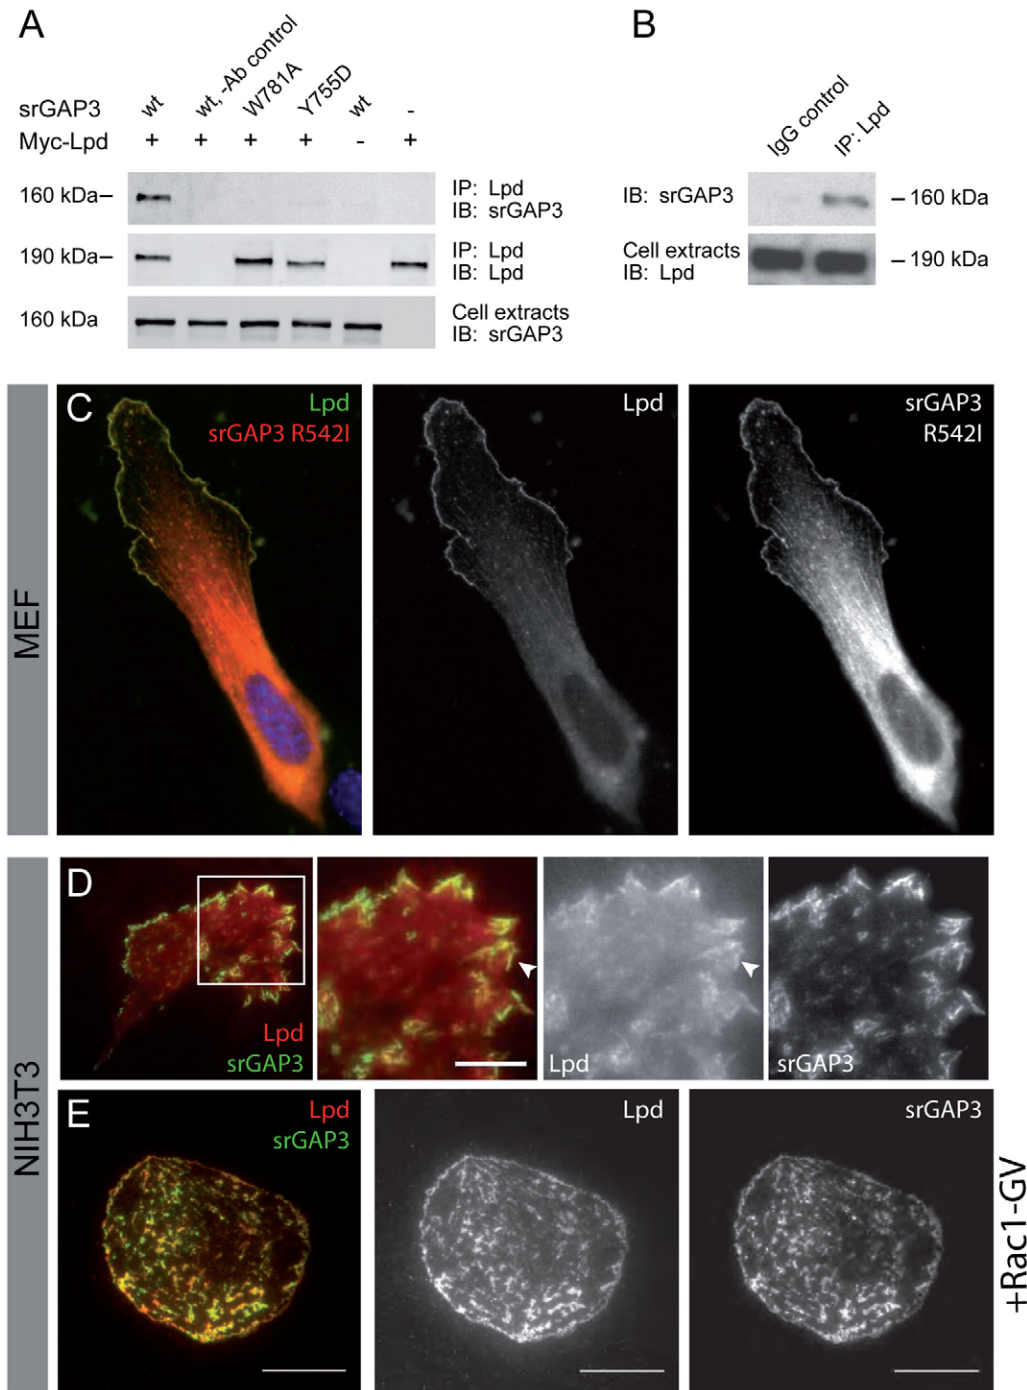 A
srGAP3 wt wt, -Ab control W781A Y755D wt -
Myc-Lpd + + + + - +
160 kDa– IP: Lpd
IB: srGAP3
190 kDa– IP: Lpd
IB: Lpd
160 kDa Cell extracts
IB: srGAP3
B
IgG control IP: Lpd
IB: srGAP3 – 160 kDa
Cell extracts
IB: Lpd – 190 kDa
MEF
C Lpd
srGAP3 R542I
Lpd
srGAP3
R542I
NIH3T3
D
Lpd
srGAP3
Lpd
srGAP3
E Lpd
srGAP3
Lpd
srGAP3
+Rac1-GV